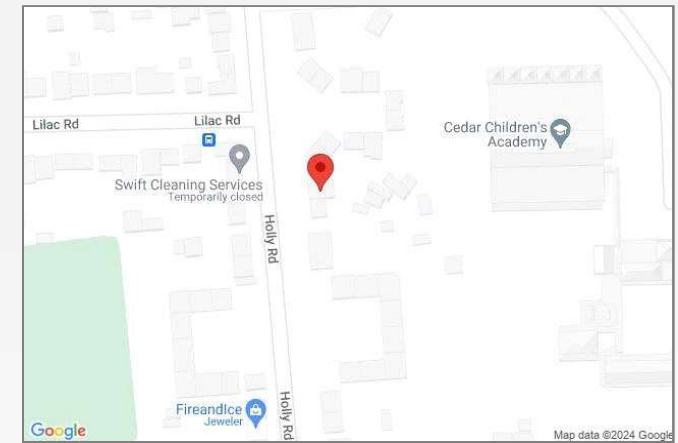 Lilac Rd
Lilac Rd
Cedar Children's
Academy
Swift Cleaning Services
Temporarily closed
Holly Rd
FireandIce
Jeweler
Holly Rd
Google
Map data ©2024 Google